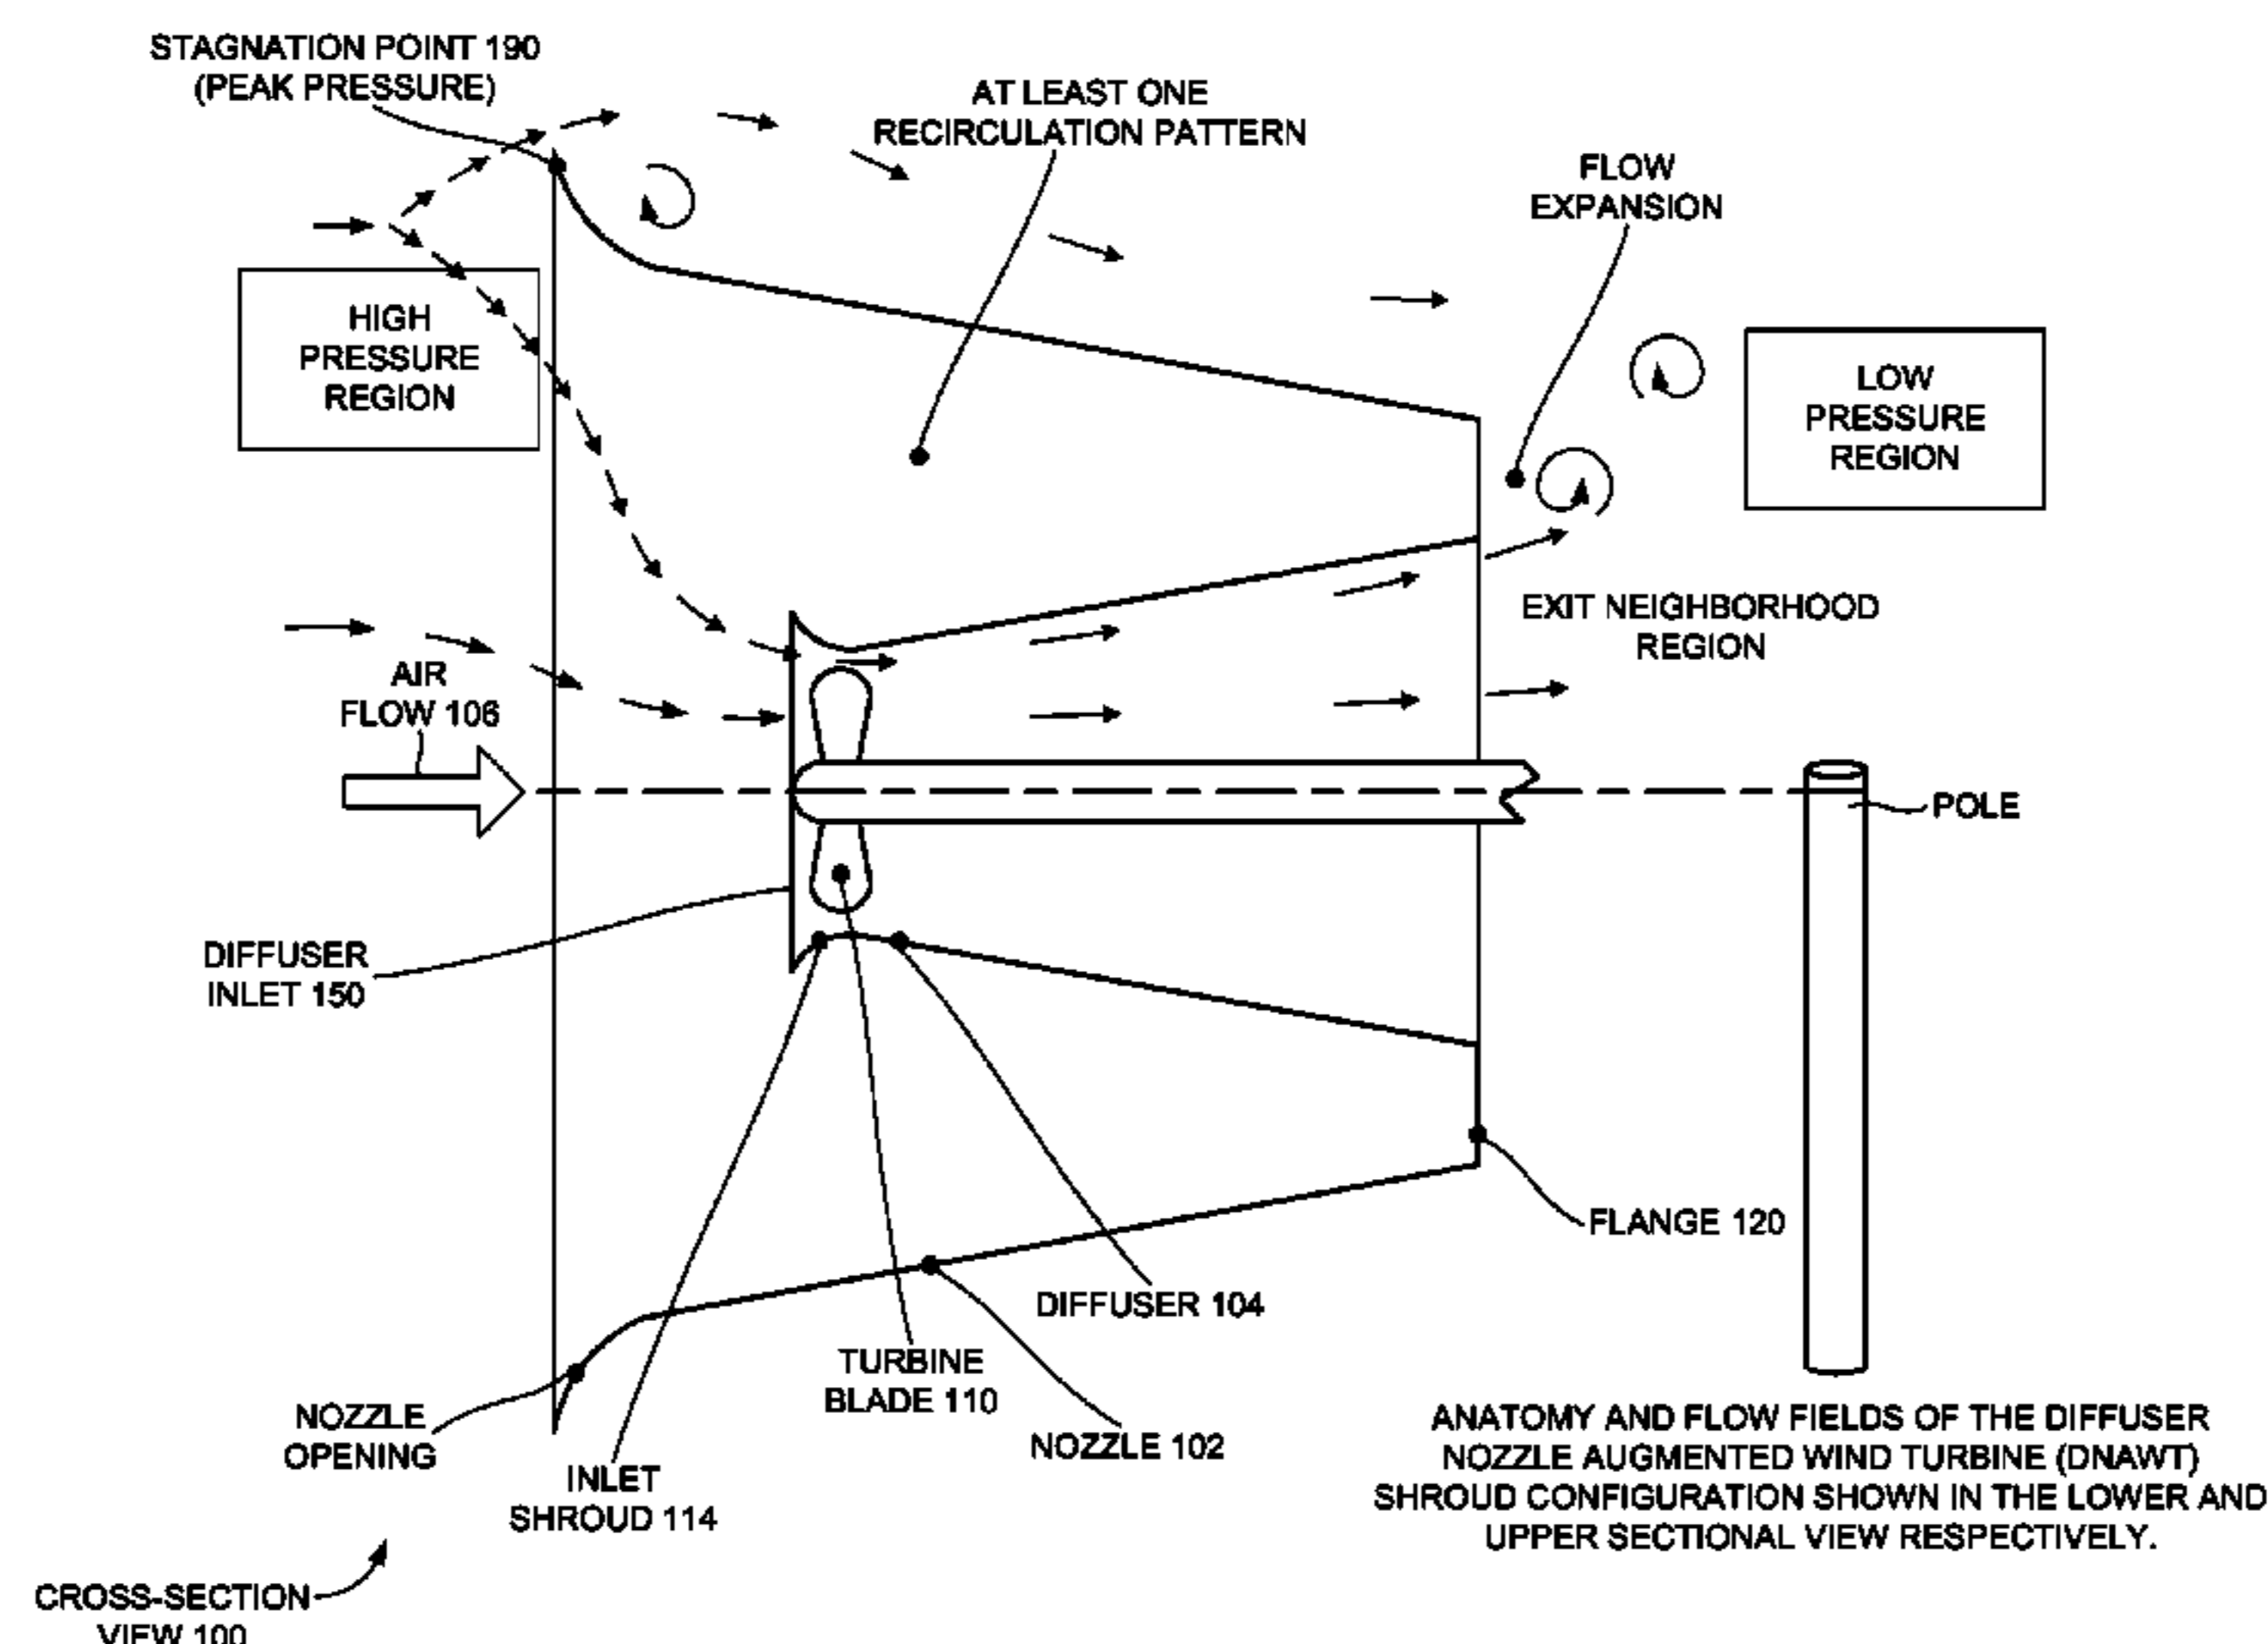 STAGNATION POINT 190
(PEAK PRESSURE)
AT LEAST ONE
RECIRCULATION PATTERN
FLOW
EXPANSION
HIGH
PRESSURE
REGION
LOW
PRESSURE
REGION
EXIT NEIGHBORHOOD
REGION
AIR
FLOW 106
POLE
DIFFUSER
INLET 150
FLANGE 120
DIFFUSER 104
TURBINE
BLADE 110
NOZZLE 102
NOZZLE
OPENING
INLET
SHROUD 114
ANATOMY AND FLOW FIELDS OF THE DIFFUSER
NOZZLE AUGMENTED WIND TURBINE (DNAWT)
SHROUD CONFIGURATION SHOWN IN THE LOWER AND
UPPER SECTIONAL VIEW RESPECTIVELY.
CROSS-SECTION
VIEW 100